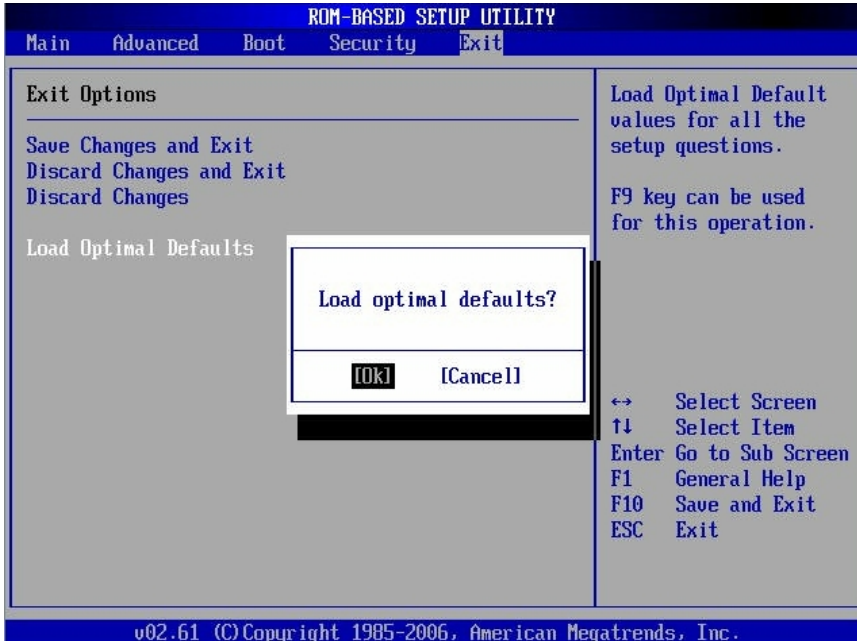 ROM-BASED SETUP UTILITY
Main Advanced Boot Security Exit
Exit Options
Save Changes and Exit
Discard Changes and Exit
Discard Changes
Load Optimal Defaults
Load optimal defaults?
[Ok] [Cancel]
Load Optimal Default
values for all the
setup questions.
F9 key can be used
for this operation.
↔ Select Screen
↑↓ Select Item
Enter Go to Sub Screen
F1 General Help
F10 Save and Exit
ESC Exit
v02.61 (C)Copyright 1985-2006, American Megatrends, Inc.